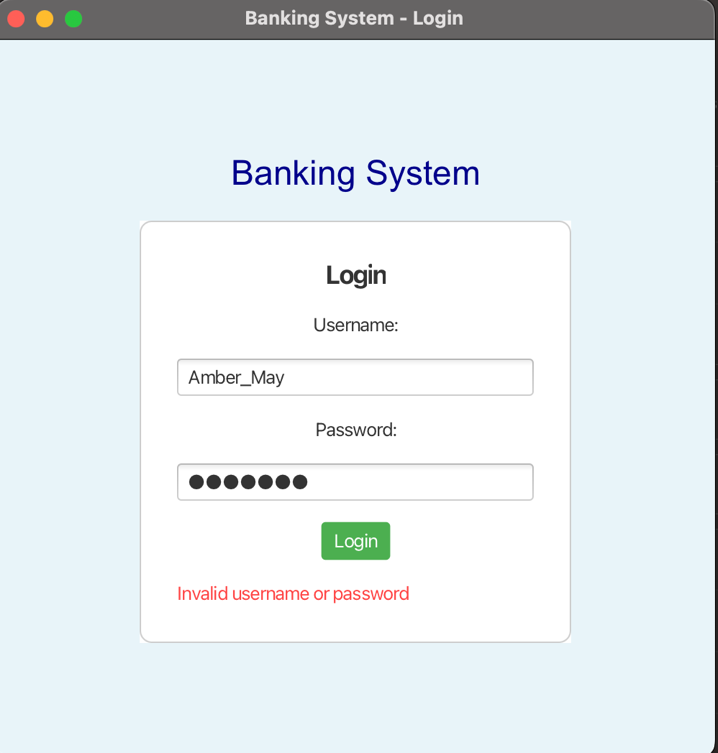 Banking System - Login
Banking System
Login
Username:
Amber_May
Password:
●●●●●●●
Login
Invalid username or password